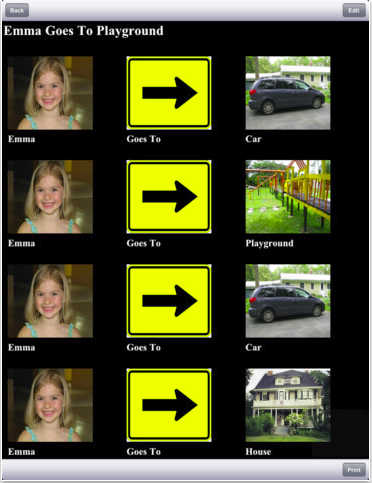 Back
Edit
Emma Goes To Playground
Emma
Goes To
Car
Emma
Goes To
Playground
Emma
Goes To
Car
Emma
Goes To
House
Print